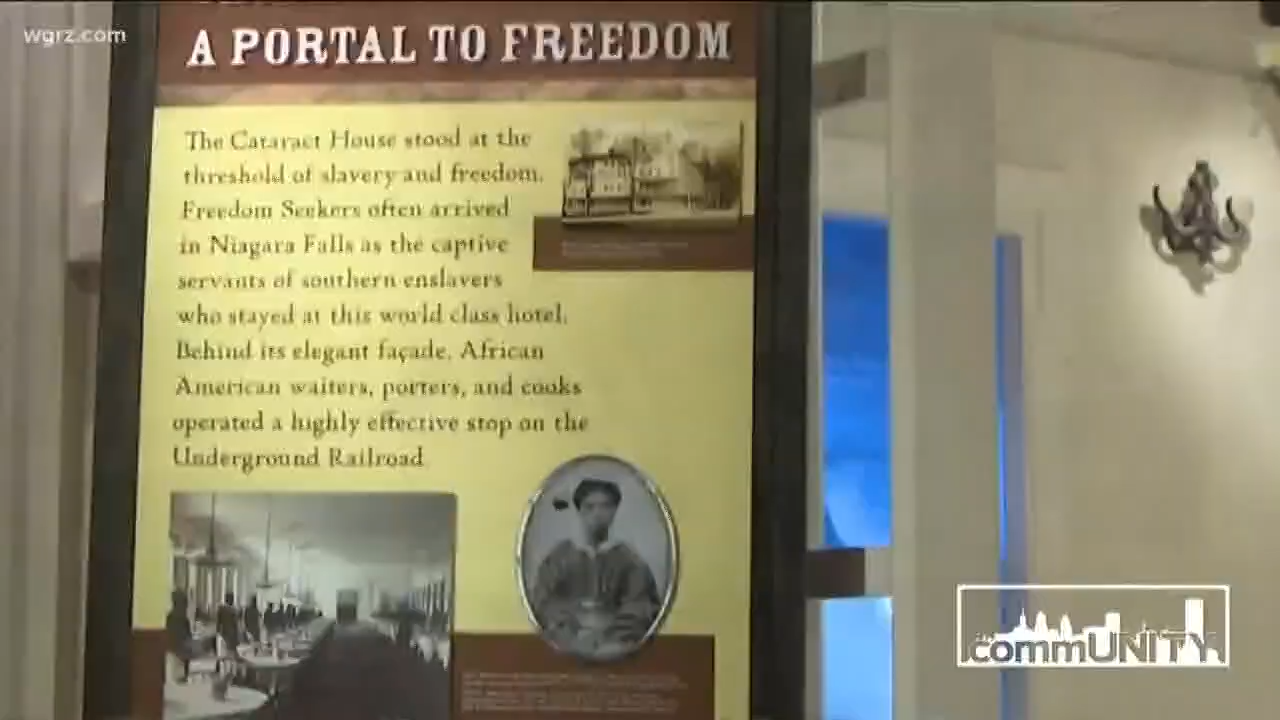 wgrz.com
A PORTAL TO FREEDOM
The Cataract House stood at the
threshold of slavery and freedom.
Freedom Seekers often arrived
in Niagara Falls as the captive
servants of southern enslavers
who stayed at this world class hotel.
Behind its elegant façade, African
American waiters, porters, and cooks
operated a highly effective stop on the
Underground Railroad
commUNITY